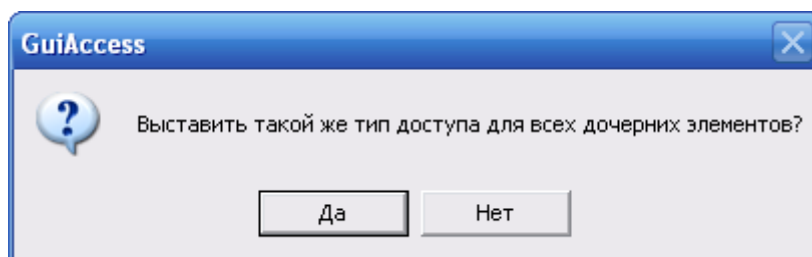 GuiAccess
Выставить такой же тип доступа для всех дочерних элементов?
Да
Нет